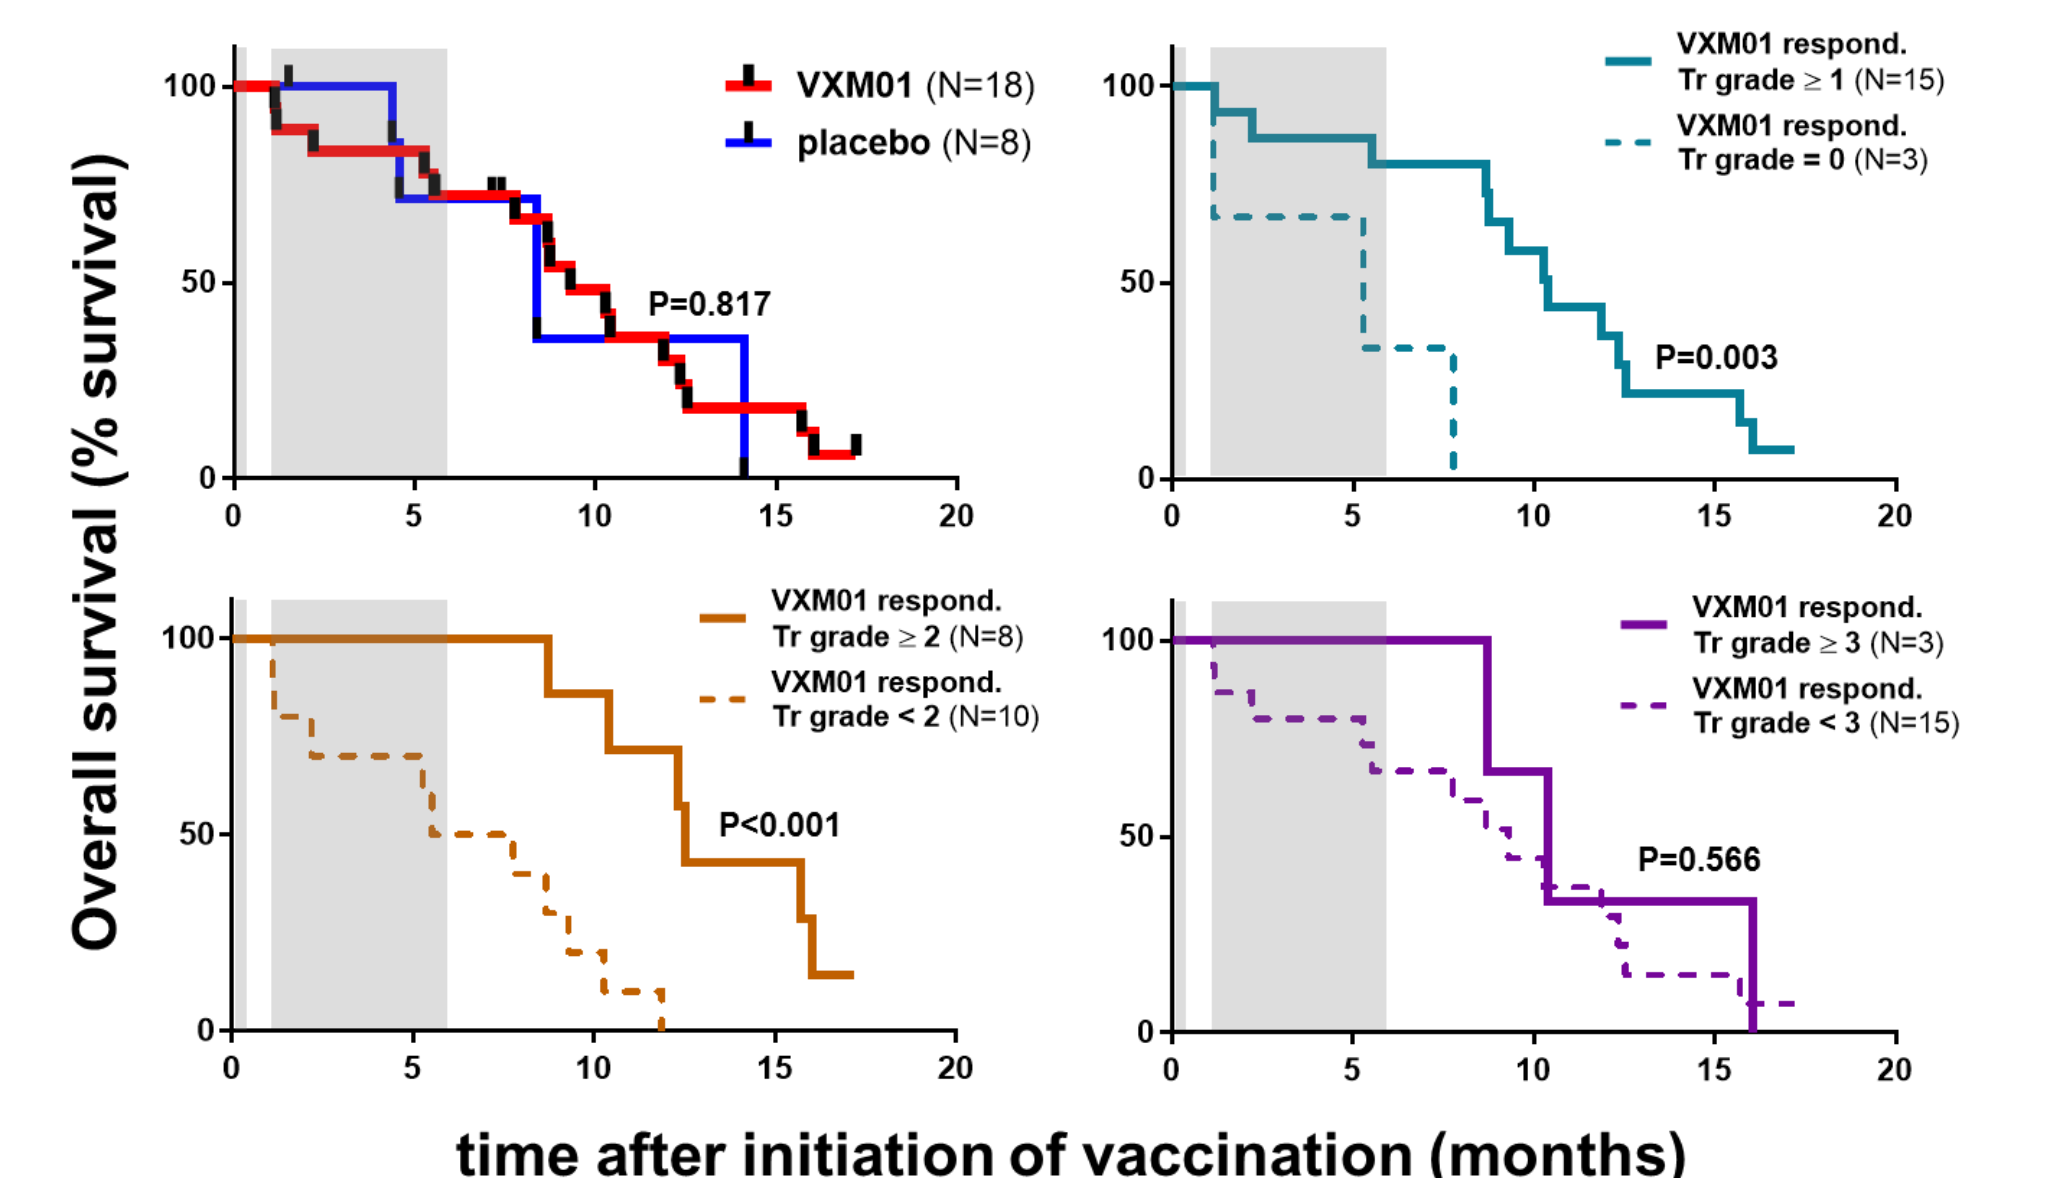 Overall survival (% survival)
100
50
0
0 5 10 15 20
VXM01 (N=18)
placebo (N=8)
P=0.817
100
50
0
0 5 10 15 20
VXM01 respond.
Tr grade ≥ 1 (N=15)
VXM01 respond.
Tr grade = 0 (N=3)
P=0.003
100
50
0
0 5 10 15 20
VXM01 respond.
Tr grade ≥ 2 (N=8)
VXM01 respond.
Tr grade < 2 (N=10)
P<0.001
100
50
0
0 5 10 15 20
VXM01 respond.
Tr grade ≥ 3 (N=3)
VXM01 respond.
Tr grade < 3 (N=15)
P=0.566
time after initiation of vaccination (months)